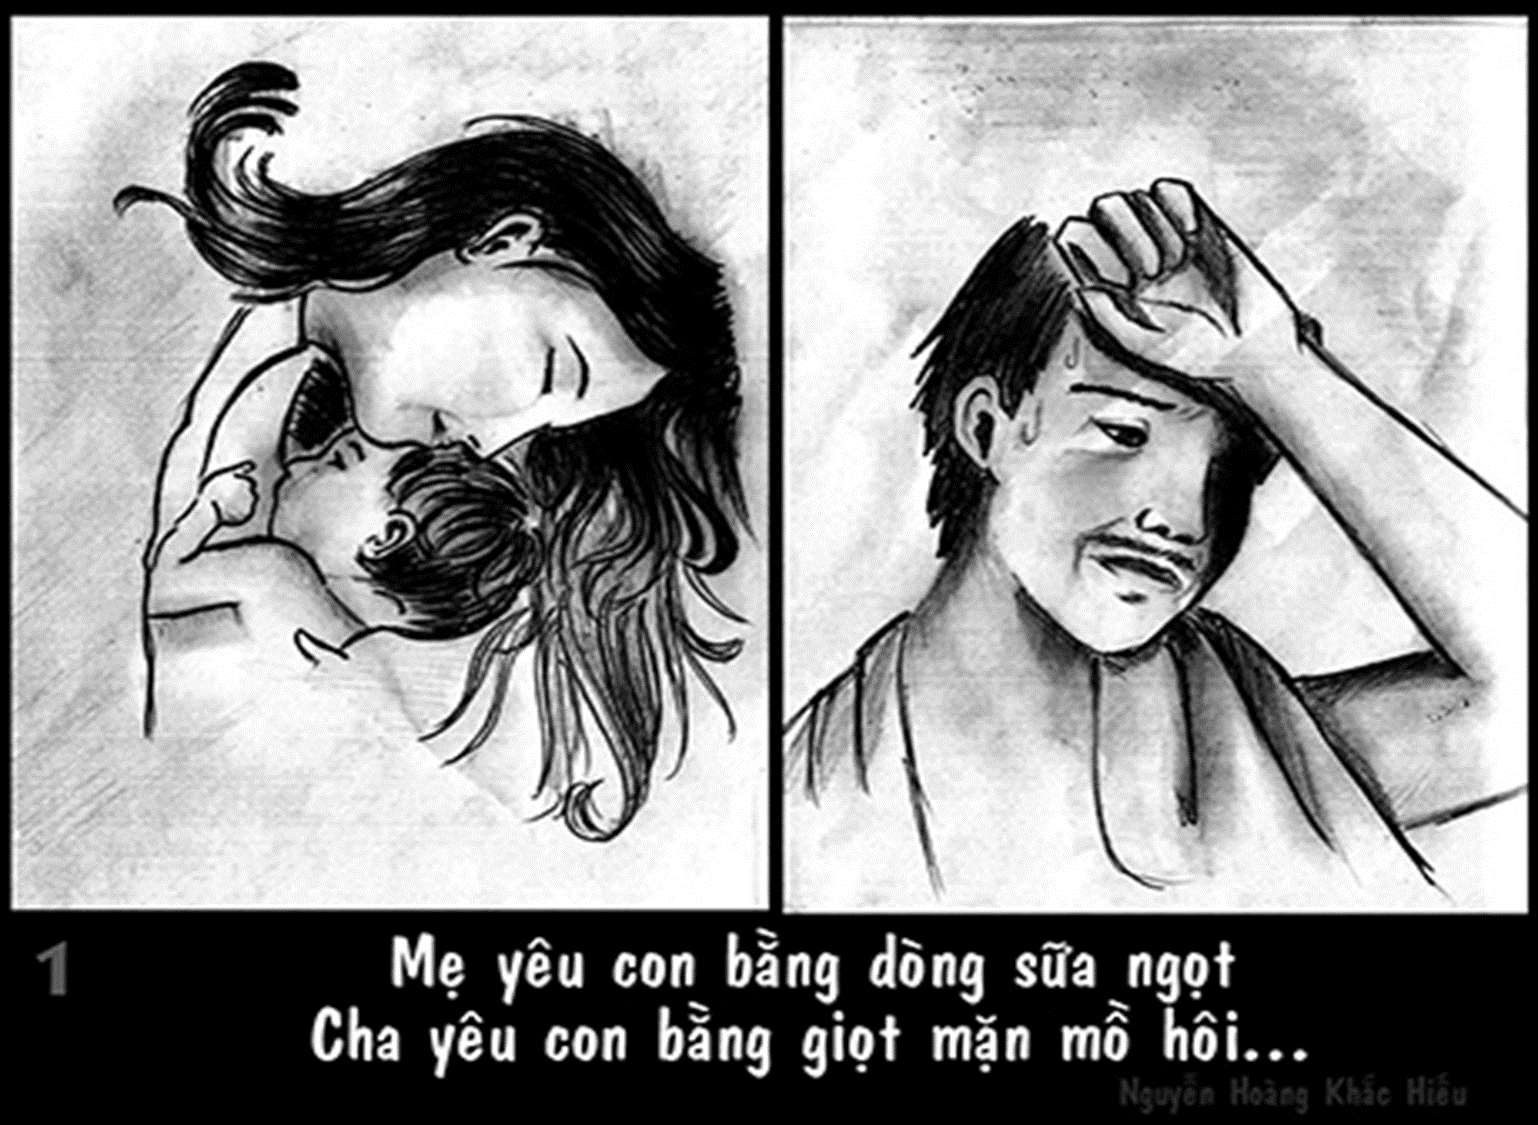 1
Mẹ yêu con bằng dòng sữa ngọt
Cha yêu con bằng giọt mặn mồ hôi...
Nguyễn Hoàng Khắc Hiếu